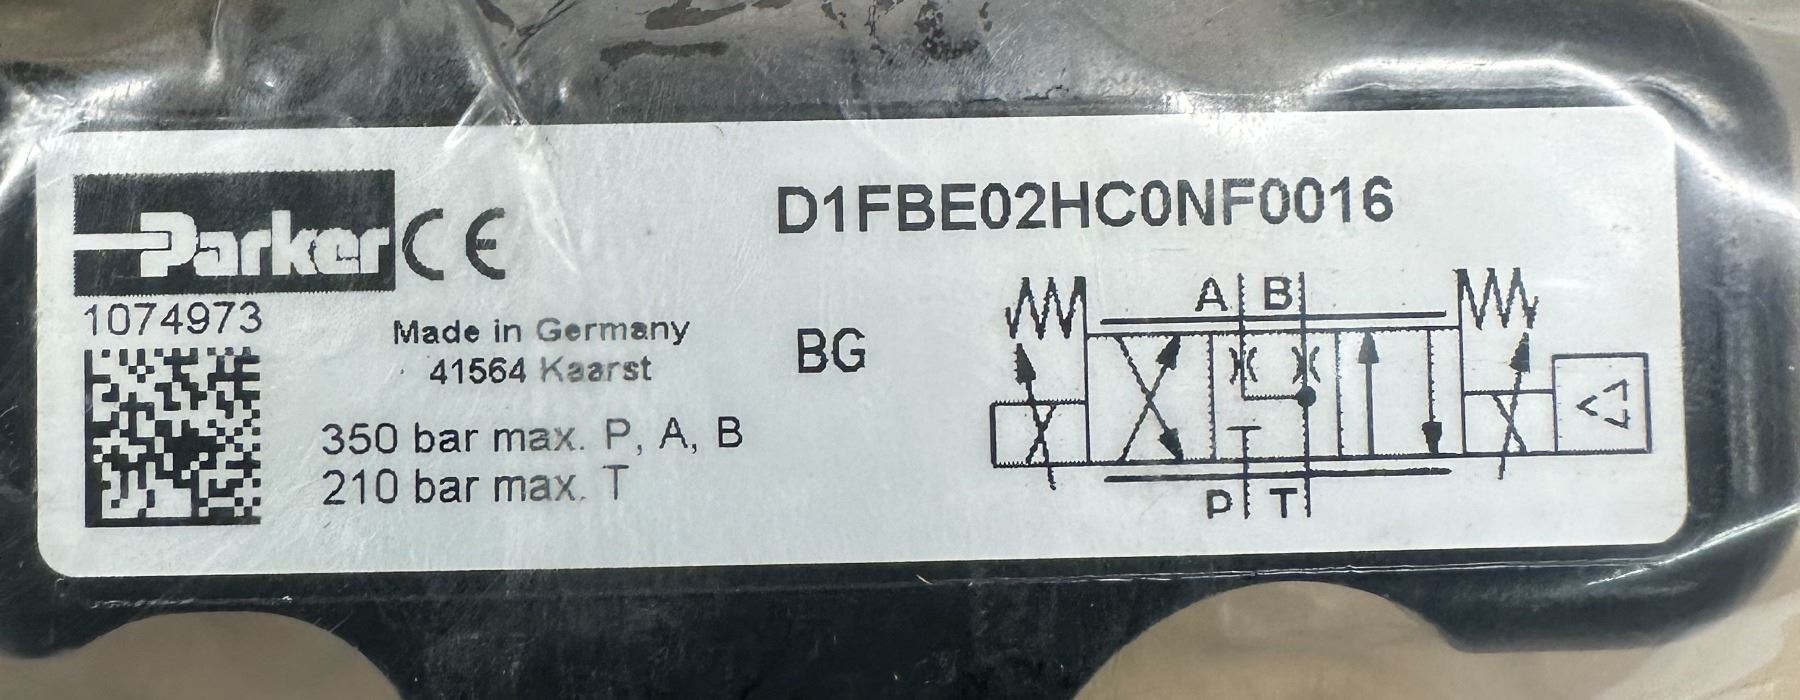 Parker CE
D1FBE02HC0NF0016
1074973
Made in Germany
41564 Kaarst
BG
350 bar max. P, A, B
210 bar max. T
A B
P T